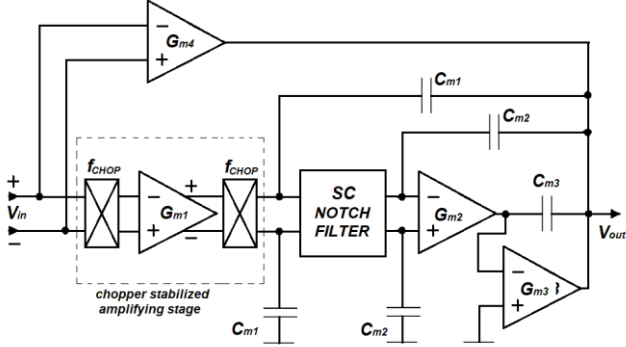 − G_m4
+
C_m1
C_m2
f_CHOP
f_CHOP
C_m3
+
V_in
−
− G_m1 +
+ −
SC
NOTCH
FILTER
− G_m2
+
V_out
− G_m3 }
+
chopper stabilized
amplifying stage
C_m1
C_m2